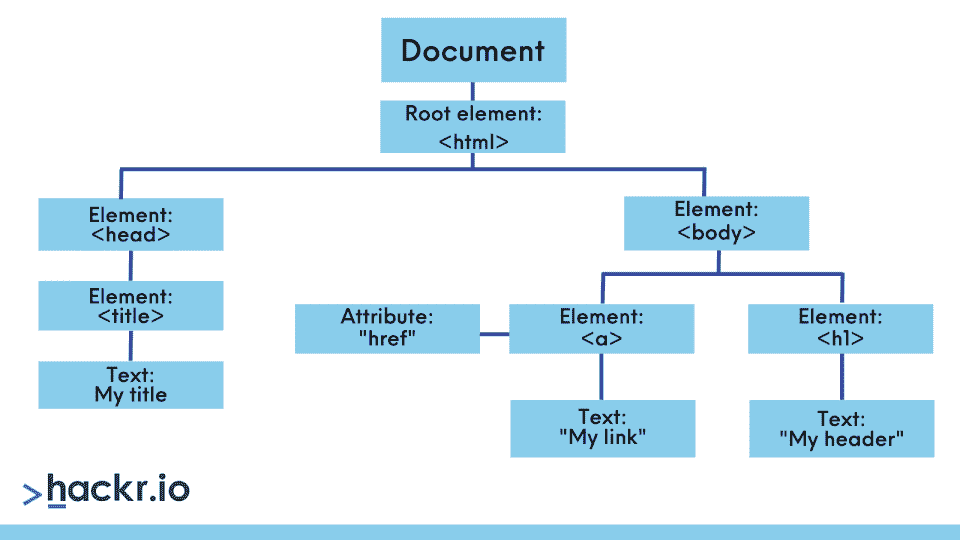 Document
Root element:
<html>
Element:
<head>
Element:
<body>
Element:
<title>
Attribute:
"href"
Element:
<a>
Element:
<h1>
Text:
My title
Text:
"My link"
Text:
"My header"
>hackr.io